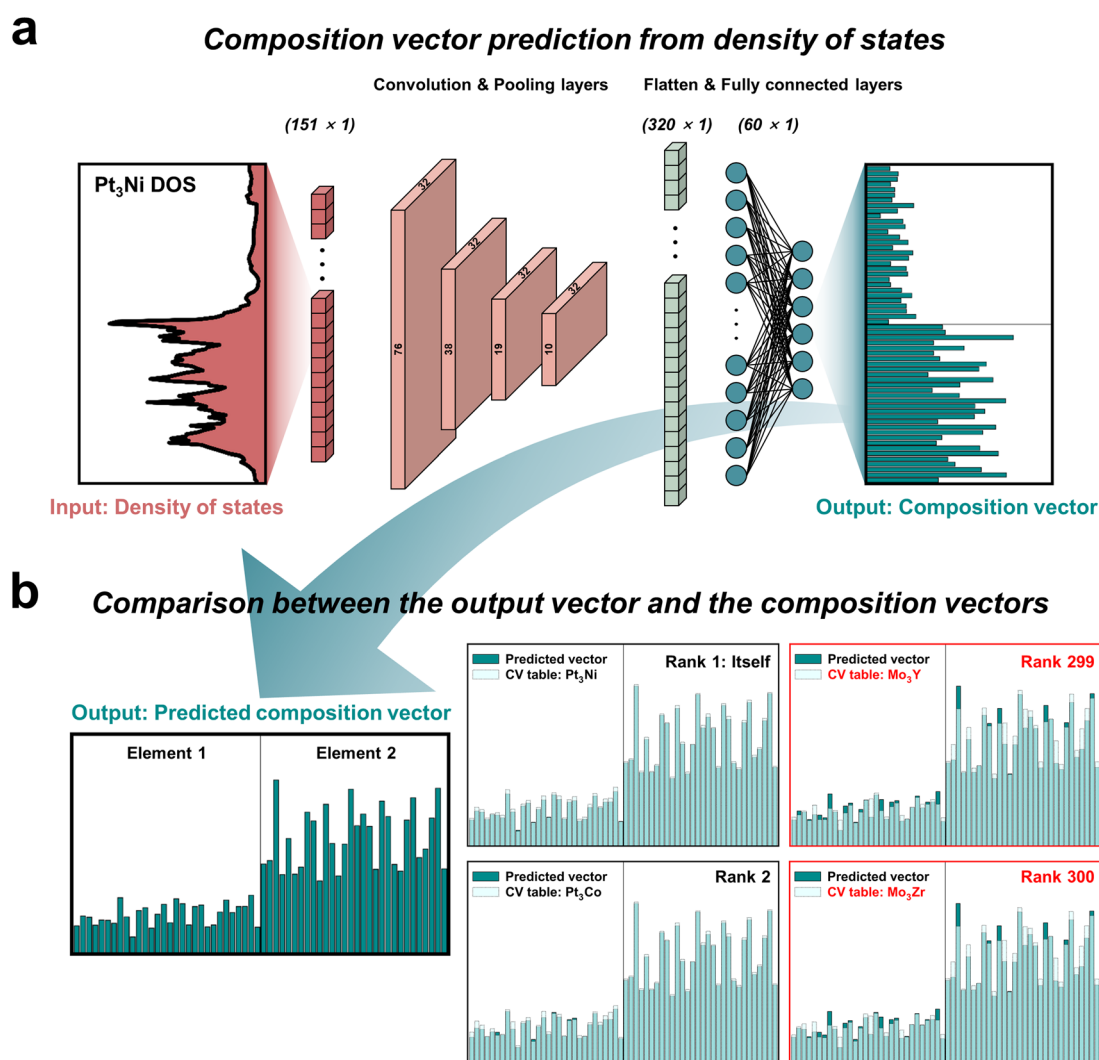 a
Composition vector prediction from density of states
Convolution & Pooling layers
Flatten & Fully connected layers
(151 × 1)
(320 × 1)
(60 × 1)
Pt₃Ni DOS
32
32
32
32
76
38
19
10
Input: Density of states
Output: Composition vector
b
Comparison between the output vector and the composition vectors
Output: Predicted composition vector
Element 1
Element 2
Predicted vector
CV table: Pt₃Ni
Rank 1: Itself
Predicted vector
CV table: Mo₃Y
Rank 299
Predicted vector
CV table: Pt₃Co
Rank 2
Predicted vector
CV table: Mo₃Zr
Rank 300